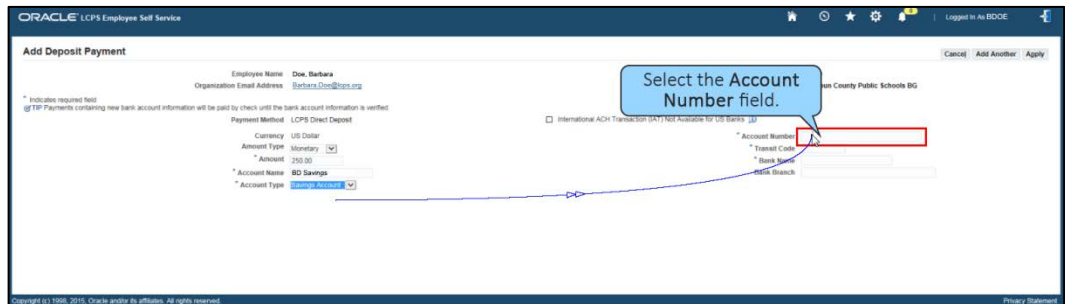 ORACLE® LCPS Employee Self Service
Logged In As BDOE
Add Deposit Payment
Cancel Add Another Apply
Employee Name Doe, Barbara
Organization Email Address Barbara.Doe@lcps.org
Select the Account
Number field.
County Public Schools BG
* Indicates required field
TIP Payments containing new bank account information will be paid by check until the bank account information is verified.
Payment Method LCPS Direct Deposit
International ACH Transaction (IAT) Not Available for US Banks
Currency US Dollar
* Account Number
Amount Type Monetary
* Transit Code
* Amount 250.00
* Bank Name
* Account Name BD Savings
Bank Branch
* Account Type Savings Account
Copyright (c) 1998, 2015, Oracle and/or its affiliates. All rights reserved.
Privacy Statement